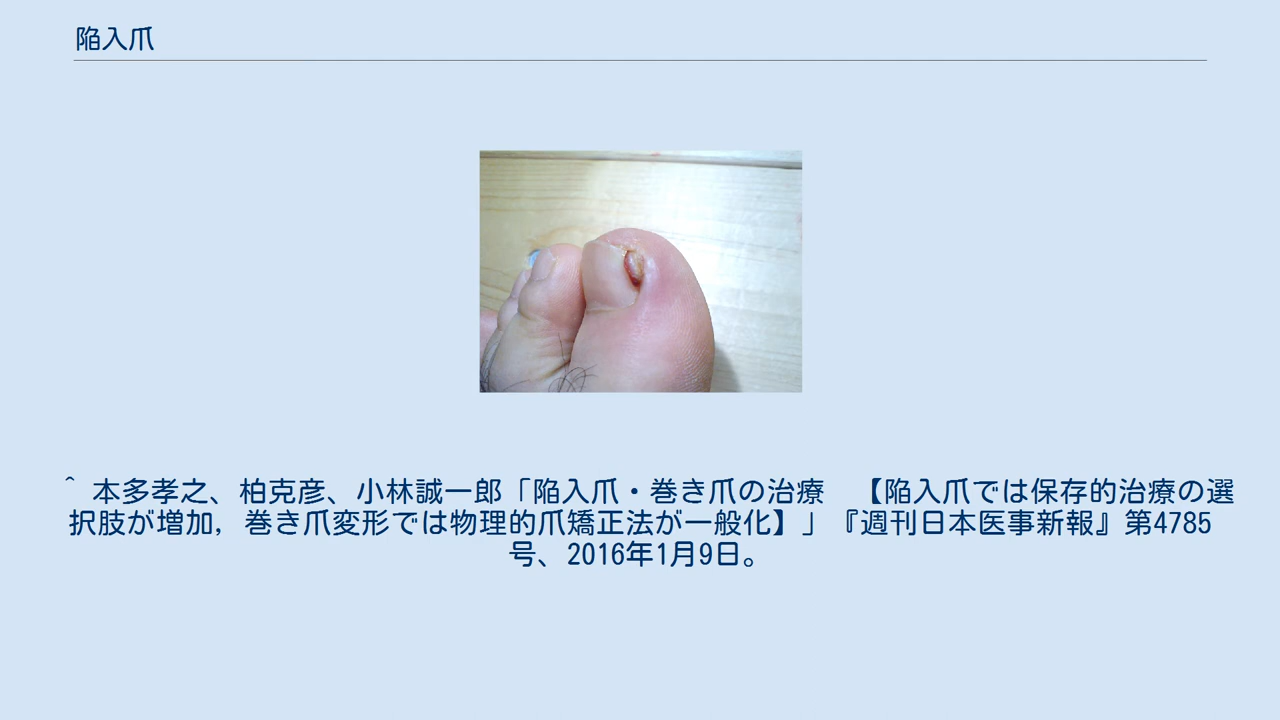 陥入爪
^ 本多孝之、柏克彦、小林誠一郎「陥入爪・巻き爪の治療　【陥入爪では保存的治療の選
択肢が増加，巻き爪変形では物理的爪矯正法が一般化】」『週刊日本医事新報』第4785
号、2016年1月9日。